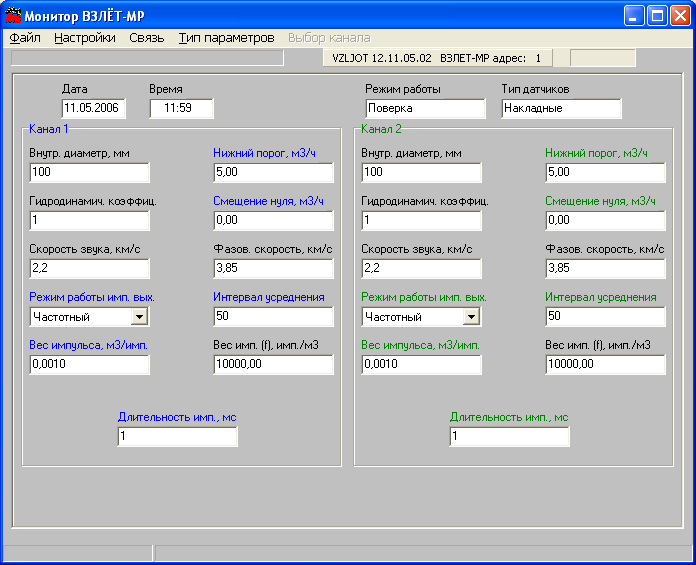 Монитор ВЗЛЁТ-МР
Файл Настройки Связь Тип параметров Выбор канала
VZLJOT 12.11.05.02 ВЗЛЕТ-МР адрес: 1
Дата Время Режим работы Тип датчиков
11.05.2006 11:59 Поверка Накладные
Канал 1
Внутр. диаметр, мм Нижний порог, м3/ч
100 5,00
Гидродинамич. коэффиц. Смещение нуля, м3/ч
1 0,00
Скорость звука, км/с Фазов. скорость, км/с
2,2 3,85
Режим работы имп. вых. Интервал усреднения
Частотный 50
Вес импульса, м3/имп. Вес имп. (f), имп./м3
0,0010 10000,00
Длительность имп., мс
1
Канал 2
Внутр. диаметр, мм Нижний порог, м3/ч
100 5,00
Гидродинамич. коэффиц. Смещение нуля, м3/ч
1 0,00
Скорость звука, км/с Фазов. скорость, км/с
2,2 3,85
Режим работы имп. вых. Интервал усреднения
Частотный 50
Вес импульса, м3/имп. Вес имп. (f), имп./м3
0,0010 10000,00
Длительность имп., мс
1